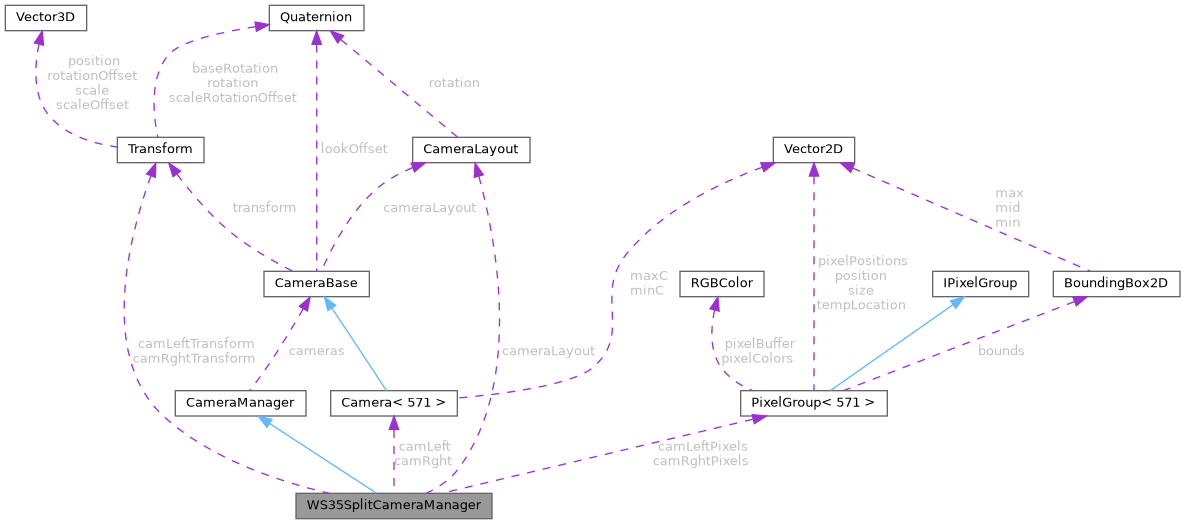 Vector3D
Quaternion
position
rotationOffset
scale
scaleOffset
baseRotation
rotation
scaleRotationOffset
rotation
Transform
lookOffset
CameraLayout
Vector2D
transform
cameraLayout
max
mid
min
maxC
minC
pixelPositions
position
size
tempLocation
CameraBase
RGBColor
IPixelGroup
BoundingBox2D
camLeftTransform
camRghtTransform
cameras
cameraLayout
pixelBuffer
pixelColors
bounds
CameraManager
Camera< 571 >
PixelGroup< 571 >
camLeft
camRght
camLeftPixels
camRghtPixels
WS35SplitCameraManager